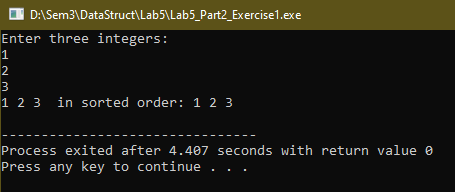 D:\Sem3\DataStruct\Lab5\Lab5_Part2_Exercise1.exe
Enter three integers:
1
2
3
1 2 3  in sorted order: 1 2 3
--------------------------------
Process exited after 4.407 seconds with return value 0
Press any key to continue . . .